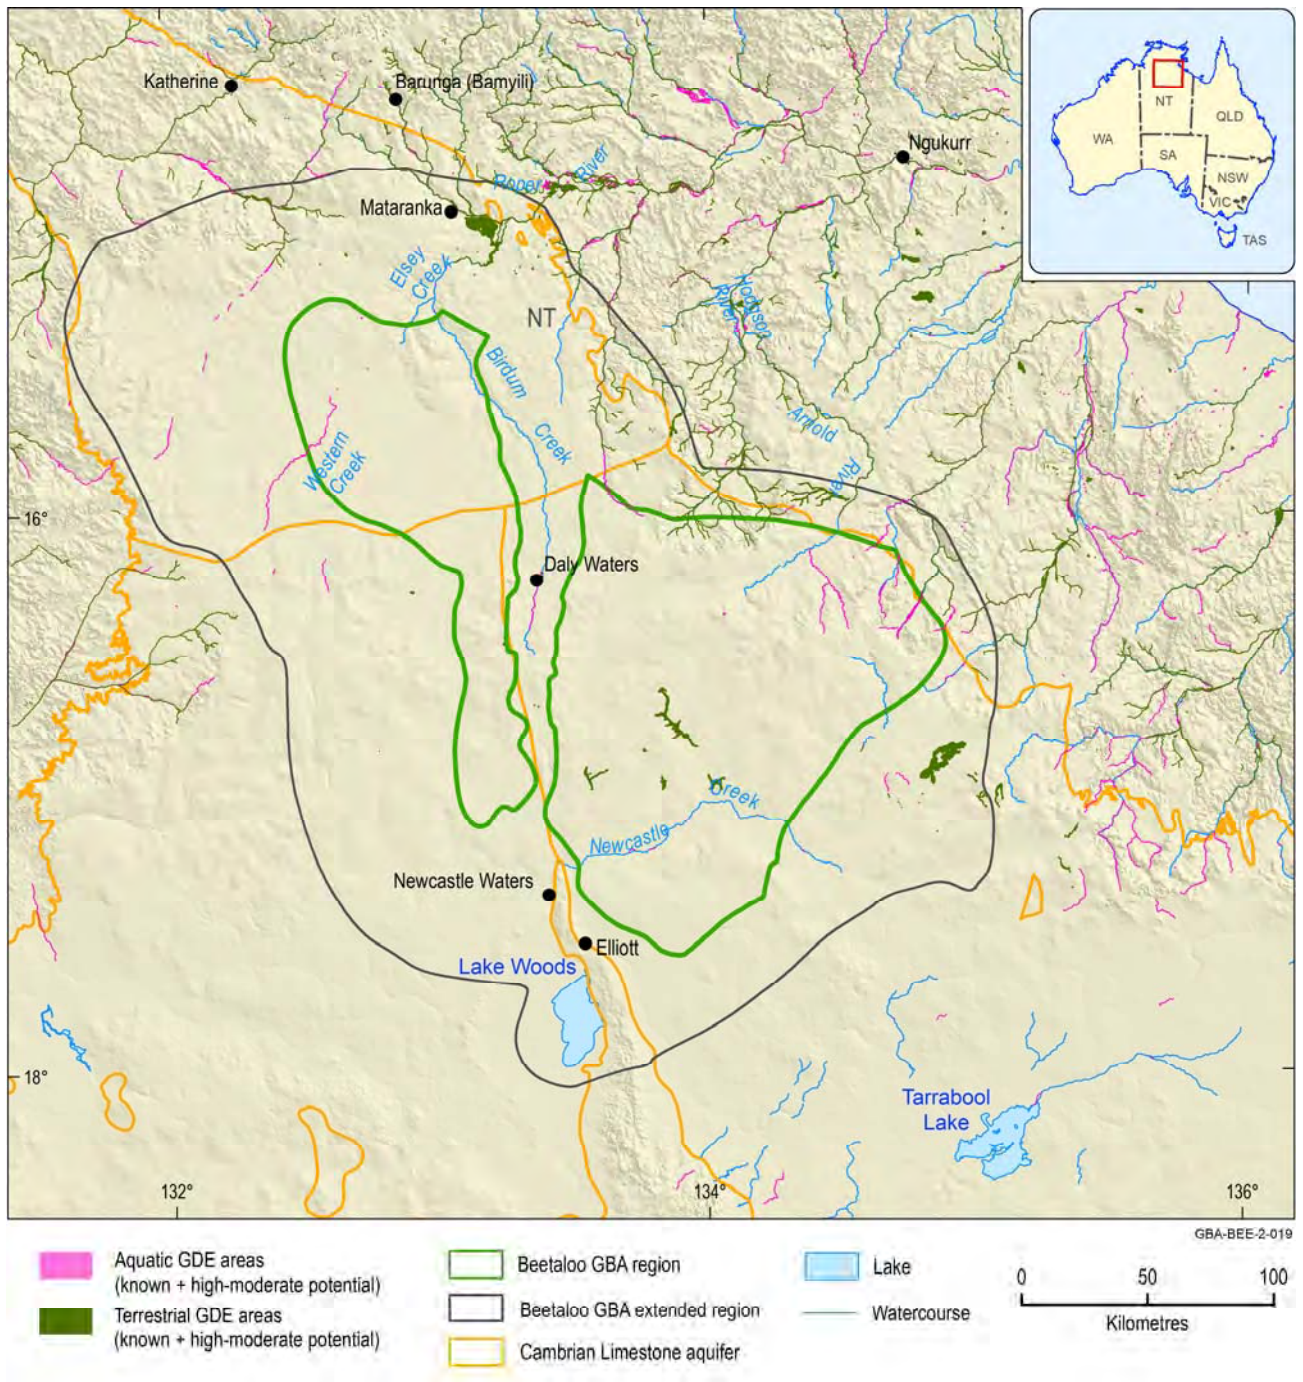 Katherine
Barunga (Bamyili)
Ngukurr
Roper
River
Mataranka
Elsey
Creek
NT
Hodgson
River
Birdum
Creek
Western
Creek
Arnold
River
16°
Daly Waters
Newcastle
Creek
Newcastle Waters
Elliott
Lake Woods
18°
Tarrabool
Lake
132°
134°
136°
NT
WA
QLD
SA
NSW
VIC
TAS
GBA-BEE-2-019
Aquatic GDE areas
(known + high-moderate potential)
Terrestrial GDE areas
(known + high-moderate potential)
Beetaloo GBA region
Beetaloo GBA extended region
Cambrian Limestone aquifer
Lake
Watercourse
0 50 100
Kilometres